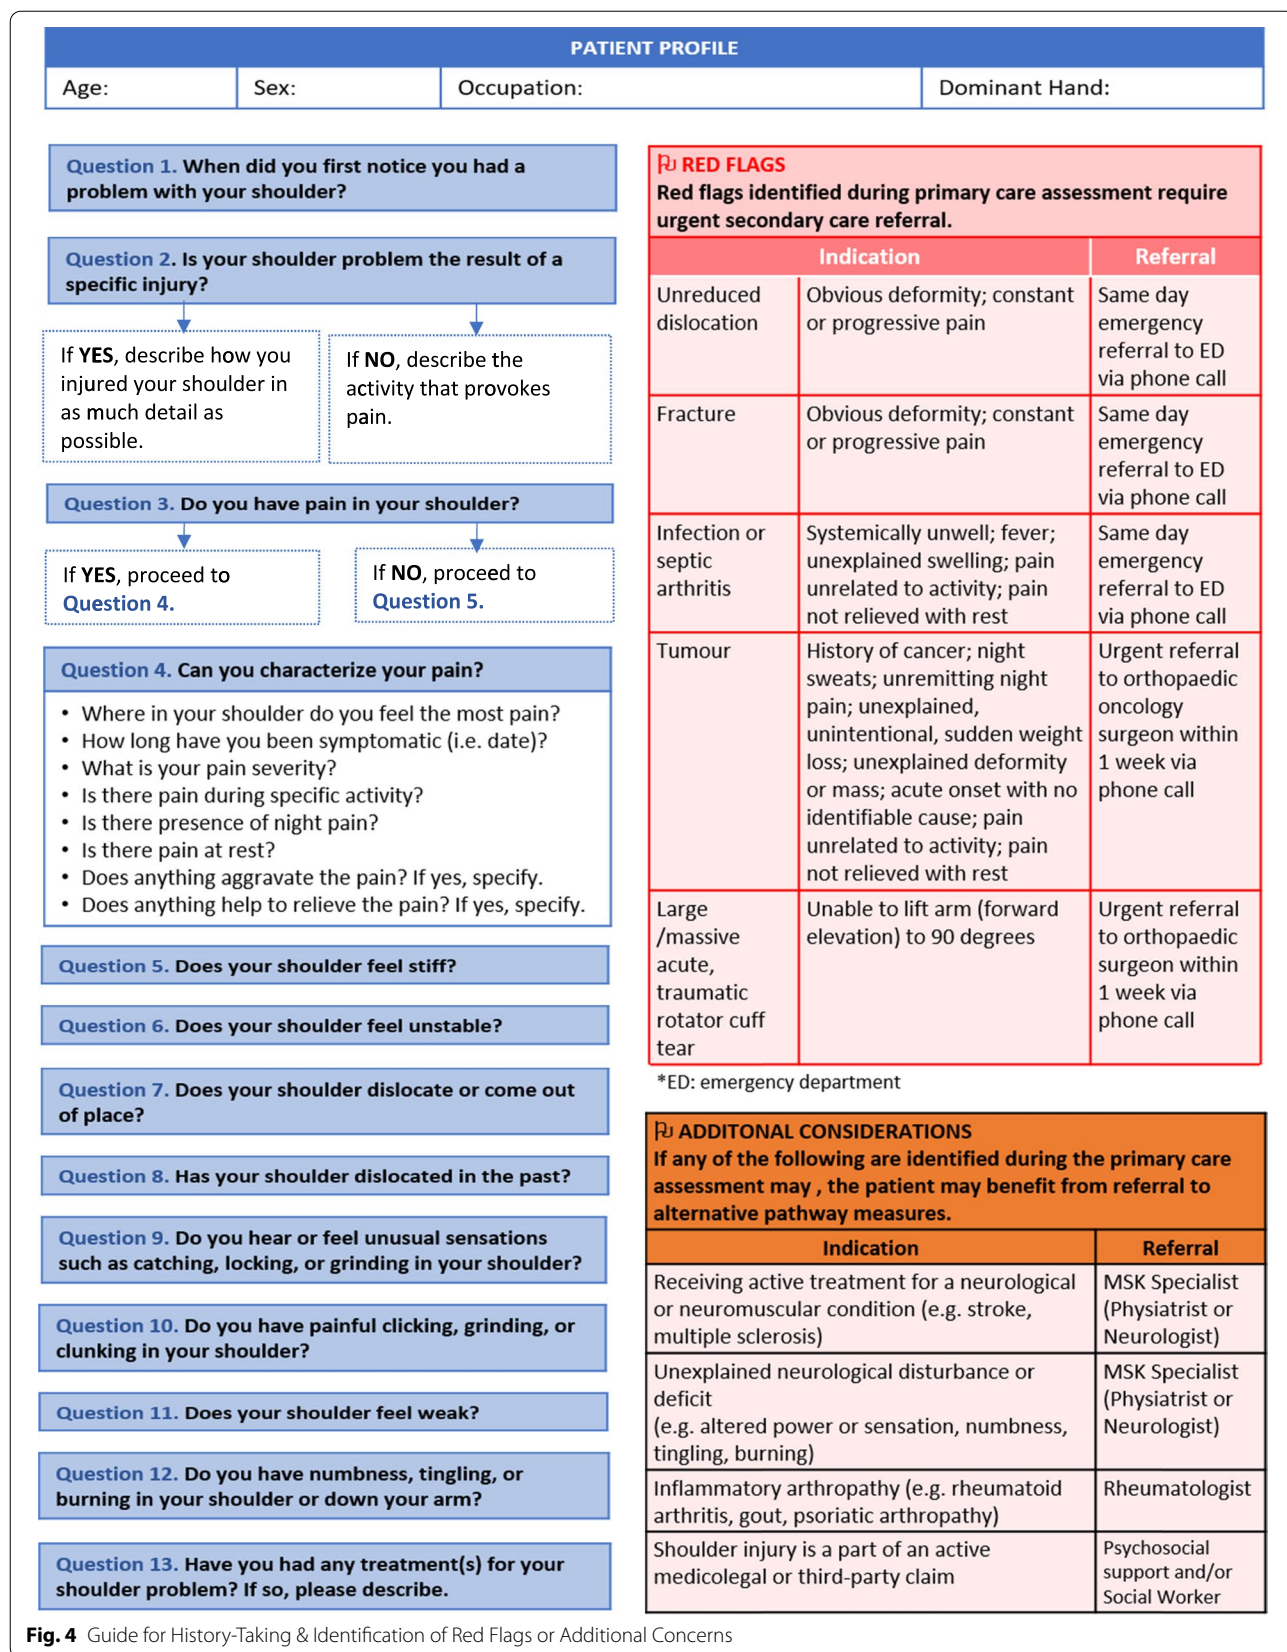 PATIENT PROFILE
Age:
Sex:
Occupation:
Dominant Hand:
Question 1. When did you first notice you had a
problem with your shoulder?
Question 2. Is your shoulder problem the result of a
specific injury?
If YES, describe how you
injured your shoulder in
as much detail as
possible.
If NO, describe the
activity that provokes
pain.
Question 3. Do you have pain in your shoulder?
If YES, proceed to
Question 4.
If NO, proceed to
Question 5.
Question 4. Can you characterize your pain?
• Where in your shoulder do you feel the most pain?
• How long have you been symptomatic (i.e. date)?
• What is your pain severity?
• Is there pain during specific activity?
• Is there presence of night pain?
• Is there pain at rest?
• Does anything aggravate the pain? If yes, specify.
• Does anything help to relieve the pain? If yes, specify.
Question 5. Does your shoulder feel stiff?
Question 6. Does your shoulder feel unstable?
Question 7. Does your shoulder dislocate or come out
of place?
Question 8. Has your shoulder dislocated in the past?
Question 9. Do you hear or feel unusual sensations
such as catching, locking, or grinding in your shoulder?
Question 10. Do you have painful clicking, grinding, or
clunking in your shoulder?
Question 11. Does your shoulder feel weak?
Question 12. Do you have numbness, tingling, or
burning in your shoulder or down your arm?
Question 13. Have you had any treatment(s) for your
shoulder problem? If so, please describe.
RED FLAGS
Red flags identified during primary care assessment require
urgent secondary care referral.
Indication
Referral
Unreduced
dislocation
Obvious deformity; constant
or progressive pain
Same day
emergency
referral to ED
via phone call
Fracture
Obvious deformity; constant
or progressive pain
Same day
emergency
referral to ED
via phone call
Infection or
septic
arthritis
Systemically unwell; fever;
unexplained swelling; pain
unrelated to activity; pain
not relieved with rest
Same day
emergency
referral to ED
via phone call
Tumour
History of cancer; night
sweats; unremitting night
pain; unexplained,
unintentional, sudden weight
loss; unexplained deformity
or mass; acute onset with no
identifiable cause; pain
unrelated to activity; pain
not relieved with rest
Urgent referral
to orthopaedic
oncology
surgeon within
1 week via
phone call
Large
/massive
acute,
traumatic
rotator cuff
tear
Unable to lift arm (forward
elevation) to 90 degrees
Urgent referral
to orthopaedic
surgeon within
1 week via
phone call
*ED: emergency department
ADDITONAL CONSIDERATIONS
If any of the following are identified during the primary care
assessment may , the patient may benefit from referral to
alternative pathway measures.
Indication
Referral
Receiving active treatment for a neurological
or neuromuscular condition (e.g. stroke,
multiple sclerosis)
MSK Specialist
(Physiatrist or
Neurologist)
Unexplained neurological disturbance or
deficit
(e.g. altered power or sensation, numbness,
tingling, burning)
MSK Specialist
(Physiatrist or
Neurologist)
Inflammatory arthropathy (e.g. rheumatoid
arthritis, gout, psoriatic arthropathy)
Rheumatologist
Shoulder injury is a part of an active
medicolegal or third-party claim
Psychosocial
support and/or
Social Worker
Fig. 4 Guide for History-Taking & Identification of Red Flags or Additional Concerns